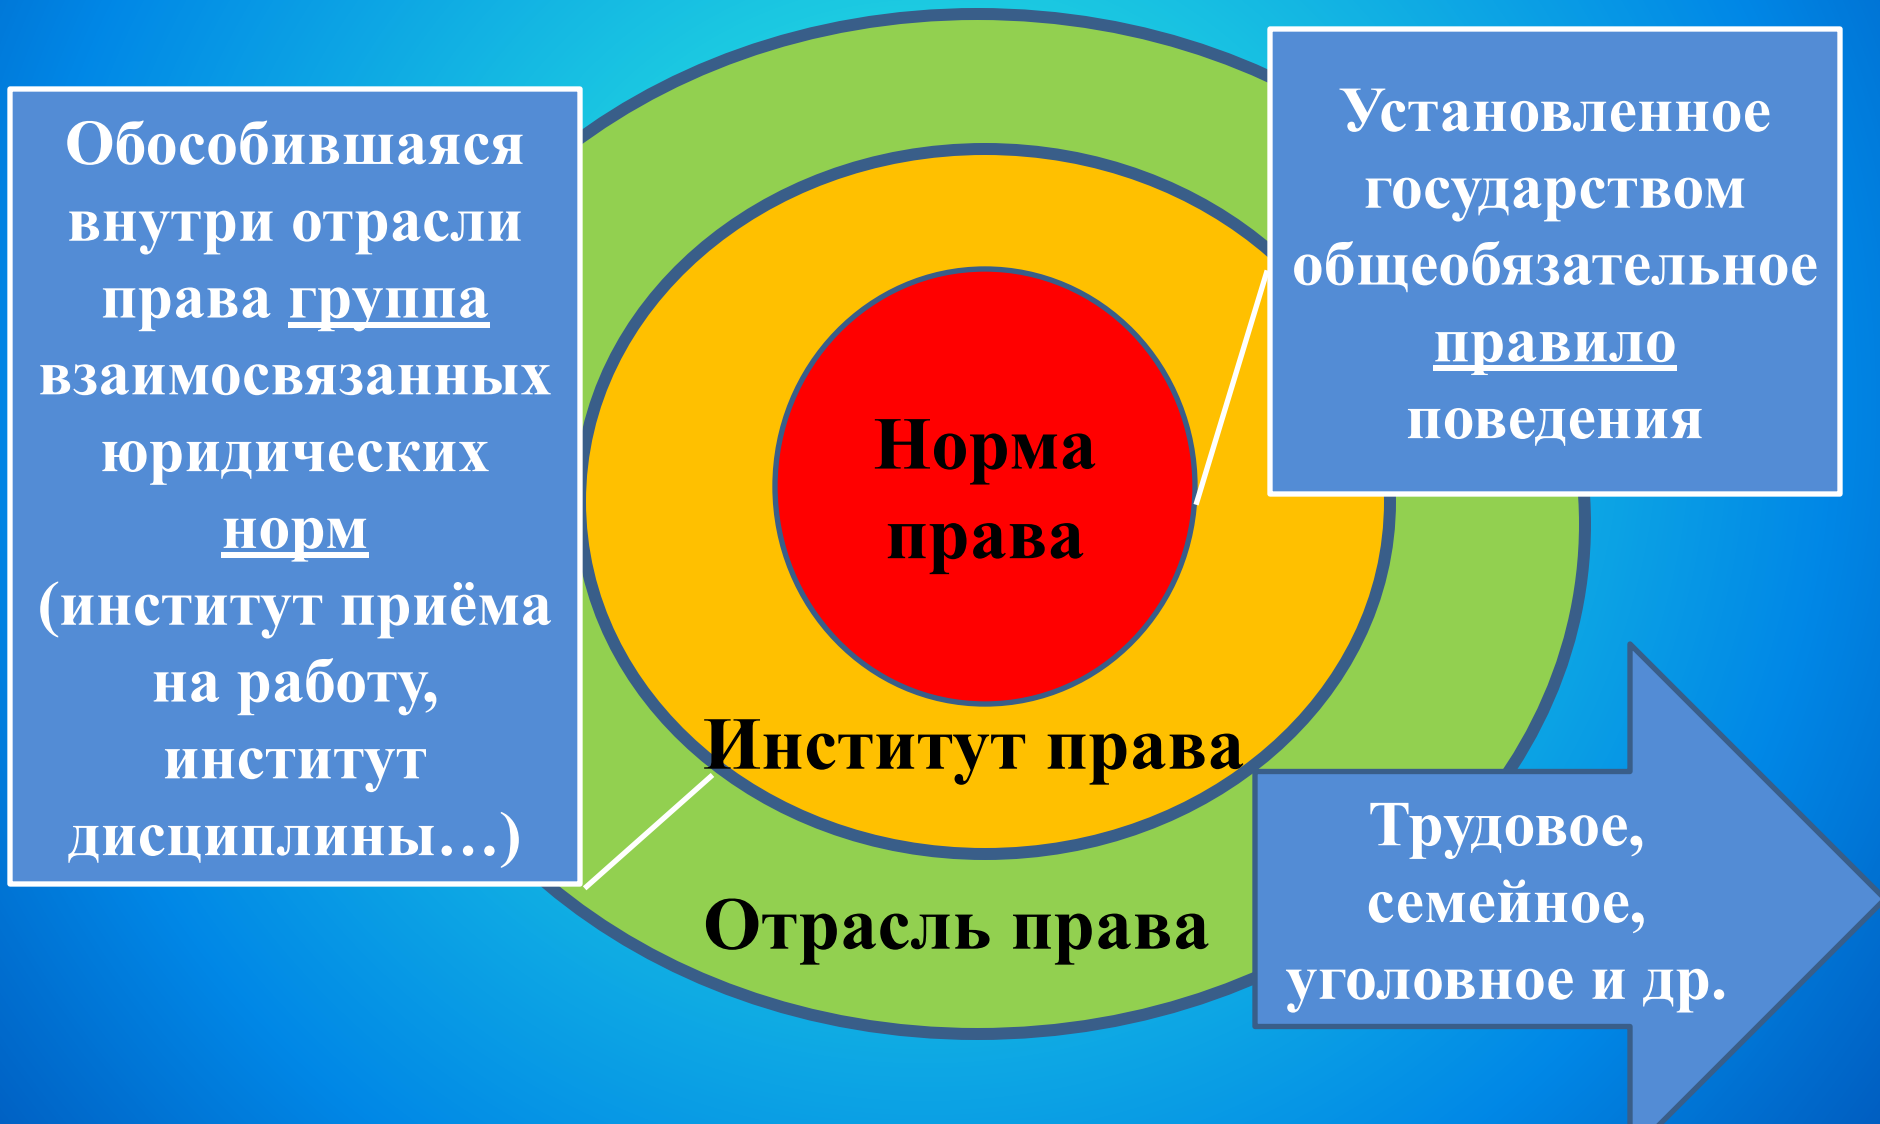 Обособившаяся
внутри отрасли
права группа
взаимосвязанных
юридических
норм
(институт приёма
на работу,
институт
дисциплины…)
Установленное
государством
общеобязательное
правило
поведения
Норма
права
Институт права
Отрасль права
Трудовое,
семейное,
уголовное и др.